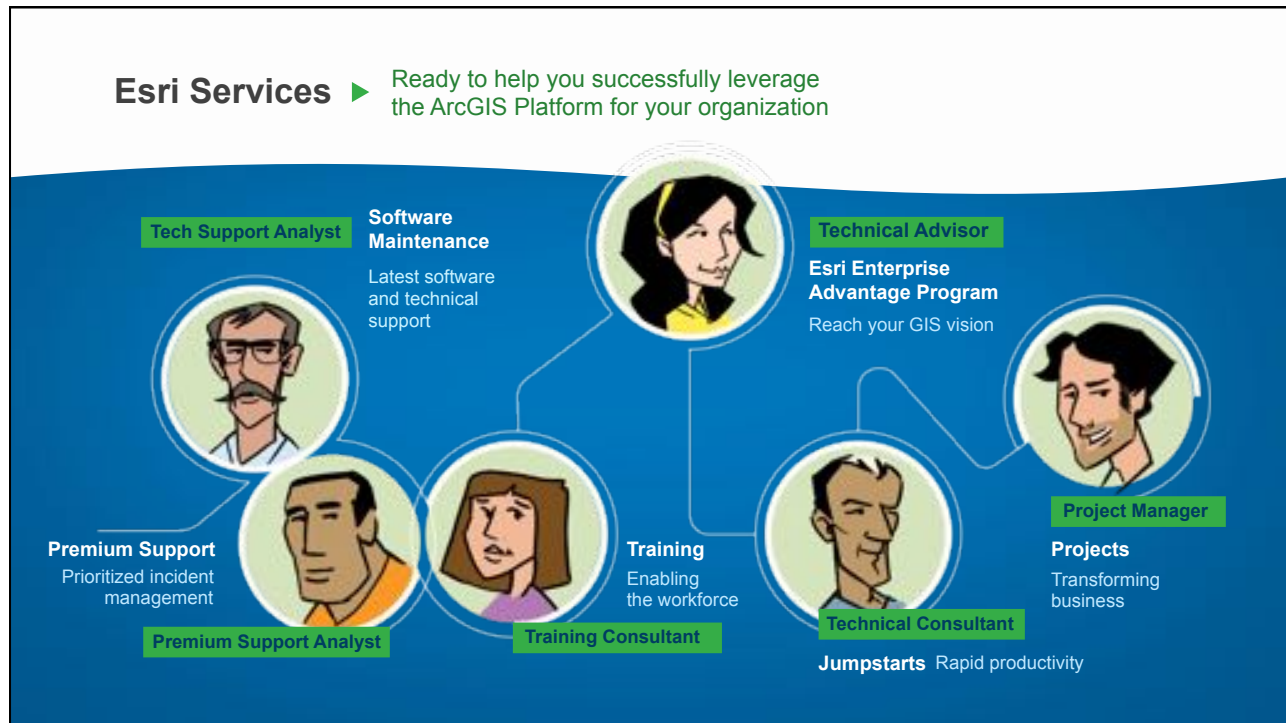 Esri Services
Ready to help you successfully leverage
the ArcGIS Platform for your organization
Tech Support Analyst
Software
Maintenance
Latest software
and technical
support
Technical Advisor
Esri Enterprise
Advantage Program
Reach your GIS vision
Premium Support
Prioritized incident
management
Premium Support Analyst
Training
Enabling
the workforce
Training Consultant
Technical Consultant
Jumpstarts Rapid productivity
Project Manager
Projects
Transforming
business